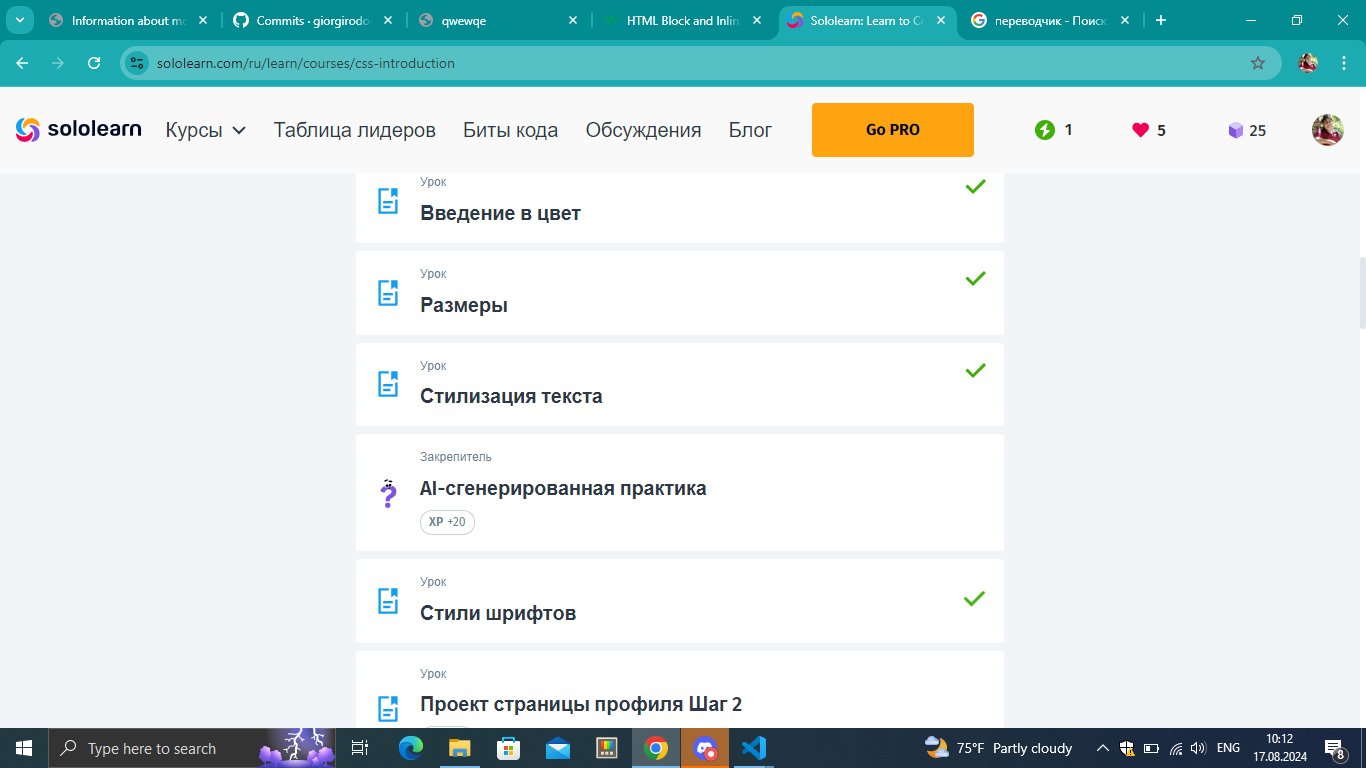 Information about mo
Commits · giorgirodo
qwewqe
HTML Block and Inlin
Sololearn: Learn to Co
переводчик - Поиск
sololearn.com/ru/learn/courses/css-introduction
sololearn
Курсы
Таблица лидеров
Биты кода
Обсуждения
Блог
Go PRO
1
5
25
Урок
Введение в цвет
Урок
Размеры
Урок
Стилизация текста
Закрепитель
AI-сгенерированная практика
XP +20
Урок
Стили шрифтов
Урок
Проект страницы профиля Шаг 2
Type here to search
75°F Partly cloudy
ENG
10:12
17.08.2024
8